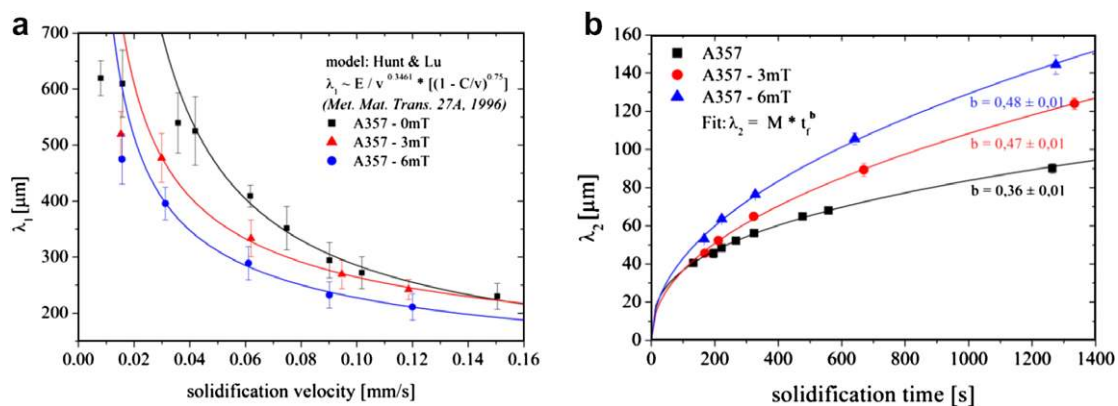 a
700
600
500
400
300
200
λ₁ [μm]
0.00 0.02 0.04 0.06 0.08 0.10 0.12 0.14 0.16
solidification velocity [mm/s]
model: Hunt & Lu
λ₁ ~ E / v ^0.3461 * [(1 - C/v)^0.75]
(Met. Mat. Trans. 27A, 1996)
A357 - 0mT
A357 - 3mT
A357 - 6mT
b
160
140
120
100
80
60
40
20
0
λ₂ [μm]
0 200 400 600 800 1000 1200 1400
solidification time [s]
A357
A357 - 3mT
A357 - 6mT
Fit: λ₂ = M * t_f^b
b = 0,48 ± 0,01
b = 0,47 ± 0,01
b = 0,36 ± 0,01